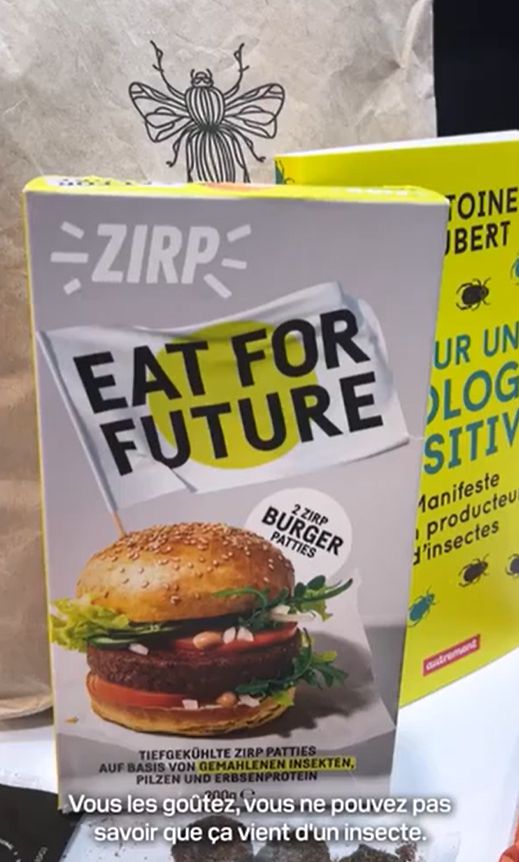 ZIRP
EAT FOR
FUTURE
2 ZIRP
BURGER
PATTIES
TIEFGEKÜHLTE ZIRP PATTIES
AUF BASIS VON GEMAHLENEN INSEKTEN,
PILZEN UND ERBSENPROTEIN
200g ℮
TOINE
UBERT
UR UN
OLOG
SITIV
Manifeste
producteu
d'insectes
autrement
Vous les goûtez, vous ne pouvez pas
savoir que ça vient d'un insecte.